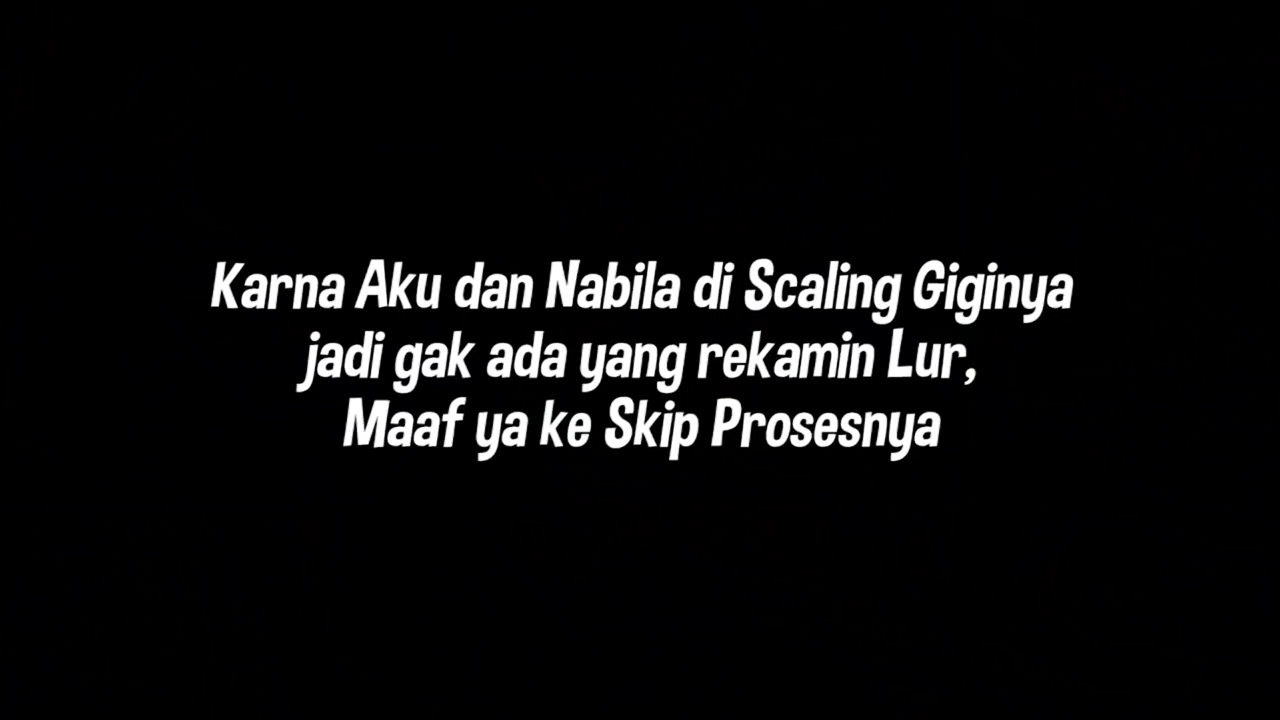 Karna Aku dan Nabila di Scaling Giginya
jadi gak ada yang rekamin Lur,
Maaf ya ke Skip Prosesnya